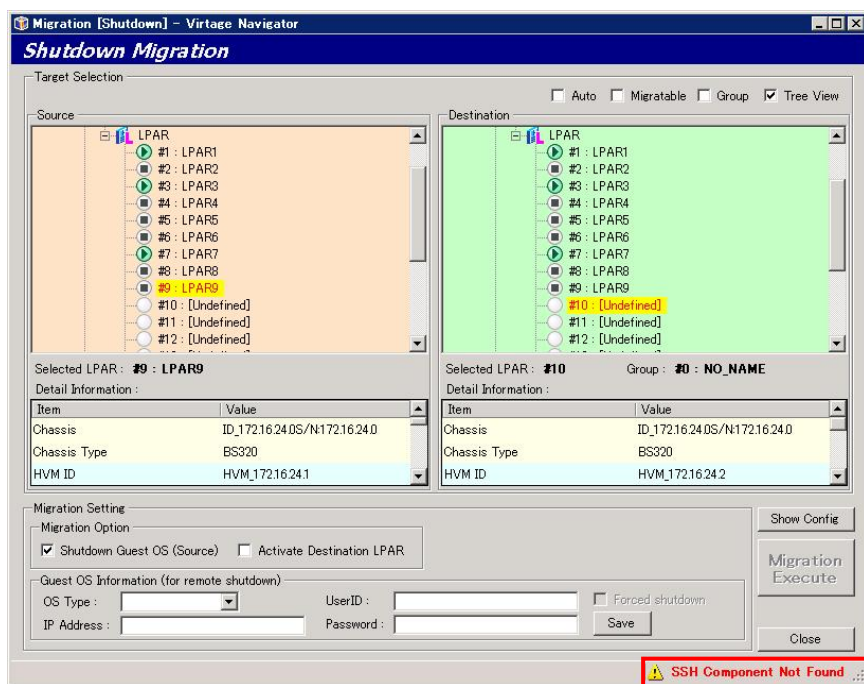 Migration [Shutdown] - Virtage Navigator
Shutdown Migration
Target Selection
Auto Migratable Group Tree View
Source
LPAR
#1 : LPAR1
#2 : LPAR2
#3 : LPAR3
#4 : LPAR4
#5 : LPAR5
#6 : LPAR6
#7 : LPAR7
#8 : LPAR8
#9 : LPAR9
#10 : [Undefined]
#11 : [Undefined]
#12 : [Undefined]
Selected LPAR : #9 : LPAR9
Detail Information :
Item Value
Chassis ID_172.16.24.0S/N:172.16.24.0
Chassis Type BS320
HVM ID HVM_172.16.24.1
Destination
LPAR
#1 : LPAR1
#2 : LPAR2
#3 : LPAR3
#4 : LPAR4
#5 : LPAR5
#6 : LPAR6
#7 : LPAR7
#8 : LPAR8
#9 : LPAR9
#10 : [Undefined]
#11 : [Undefined]
#12 : [Undefined]
Selected LPAR : #10 Group : #0 : NO_NAME
Detail Information :
Item Value
Chassis ID_172.16.24.0S/N:172.16.24.0
Chassis Type BS320
HVM ID HVM_172.16.24.2
Migration Setting
Migration Option
Shutdown Guest OS (Source) Activate Destination LPAR
Guest OS Information (for remote shutdown)
OS Type : UserID : Forced shutdown
IP Address : Password : Save
Show Config
Migration
Execute
Close
SSH Component Not Found